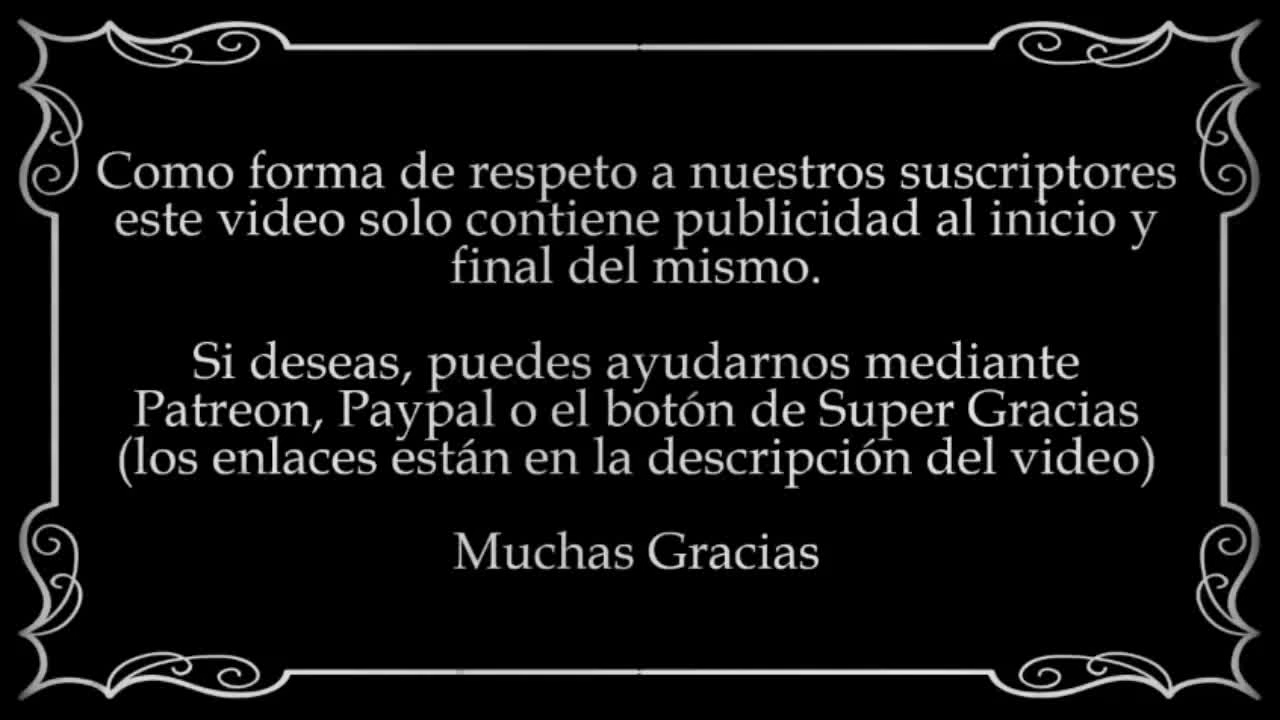 Como forma de respeto a nuestros suscriptores
este video solo contiene publicidad al inicio y
final del mismo.
Si deseas, puedes ayudarnos mediante
Patreon, Paypal o el botón de Super Gracias
(los enlaces están en la descripción del video)
Muchas Gracias